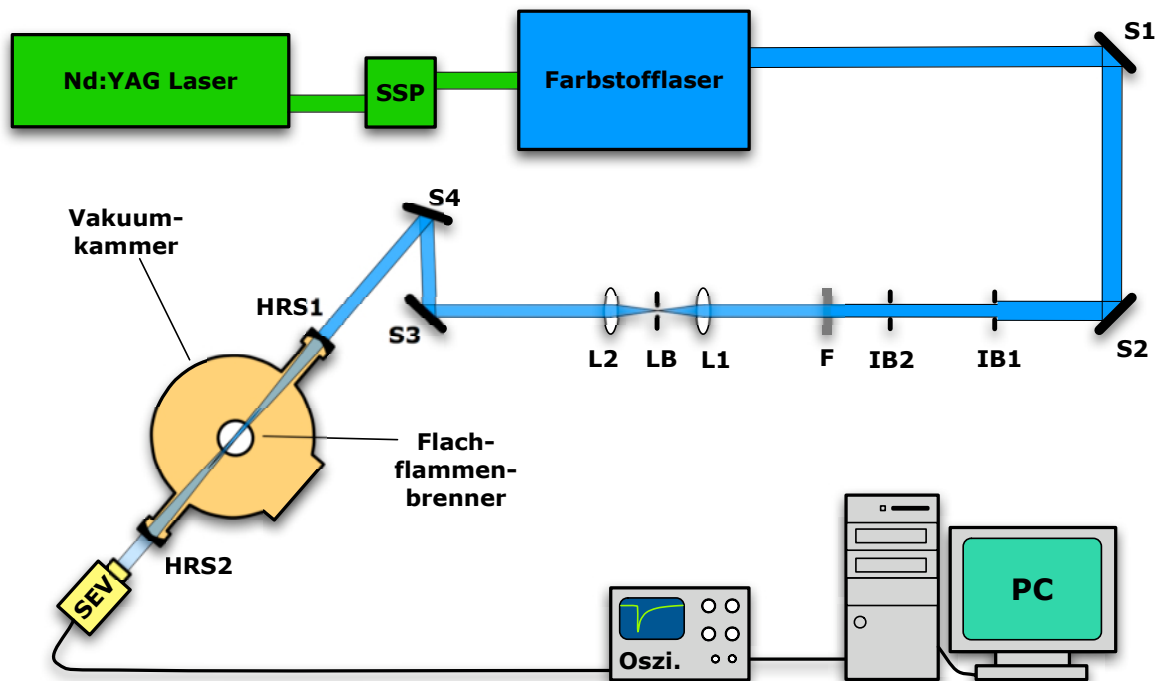 S1
Nd:YAG Laser
SSP
Farbstofflaser
S4
Vakuum-
kammer
HRS1
S3
L2
LB
L1
F
IB2
IB1
S2
Flach-
flammen-
brenner
HRS2
SEV
PC
Oszi.